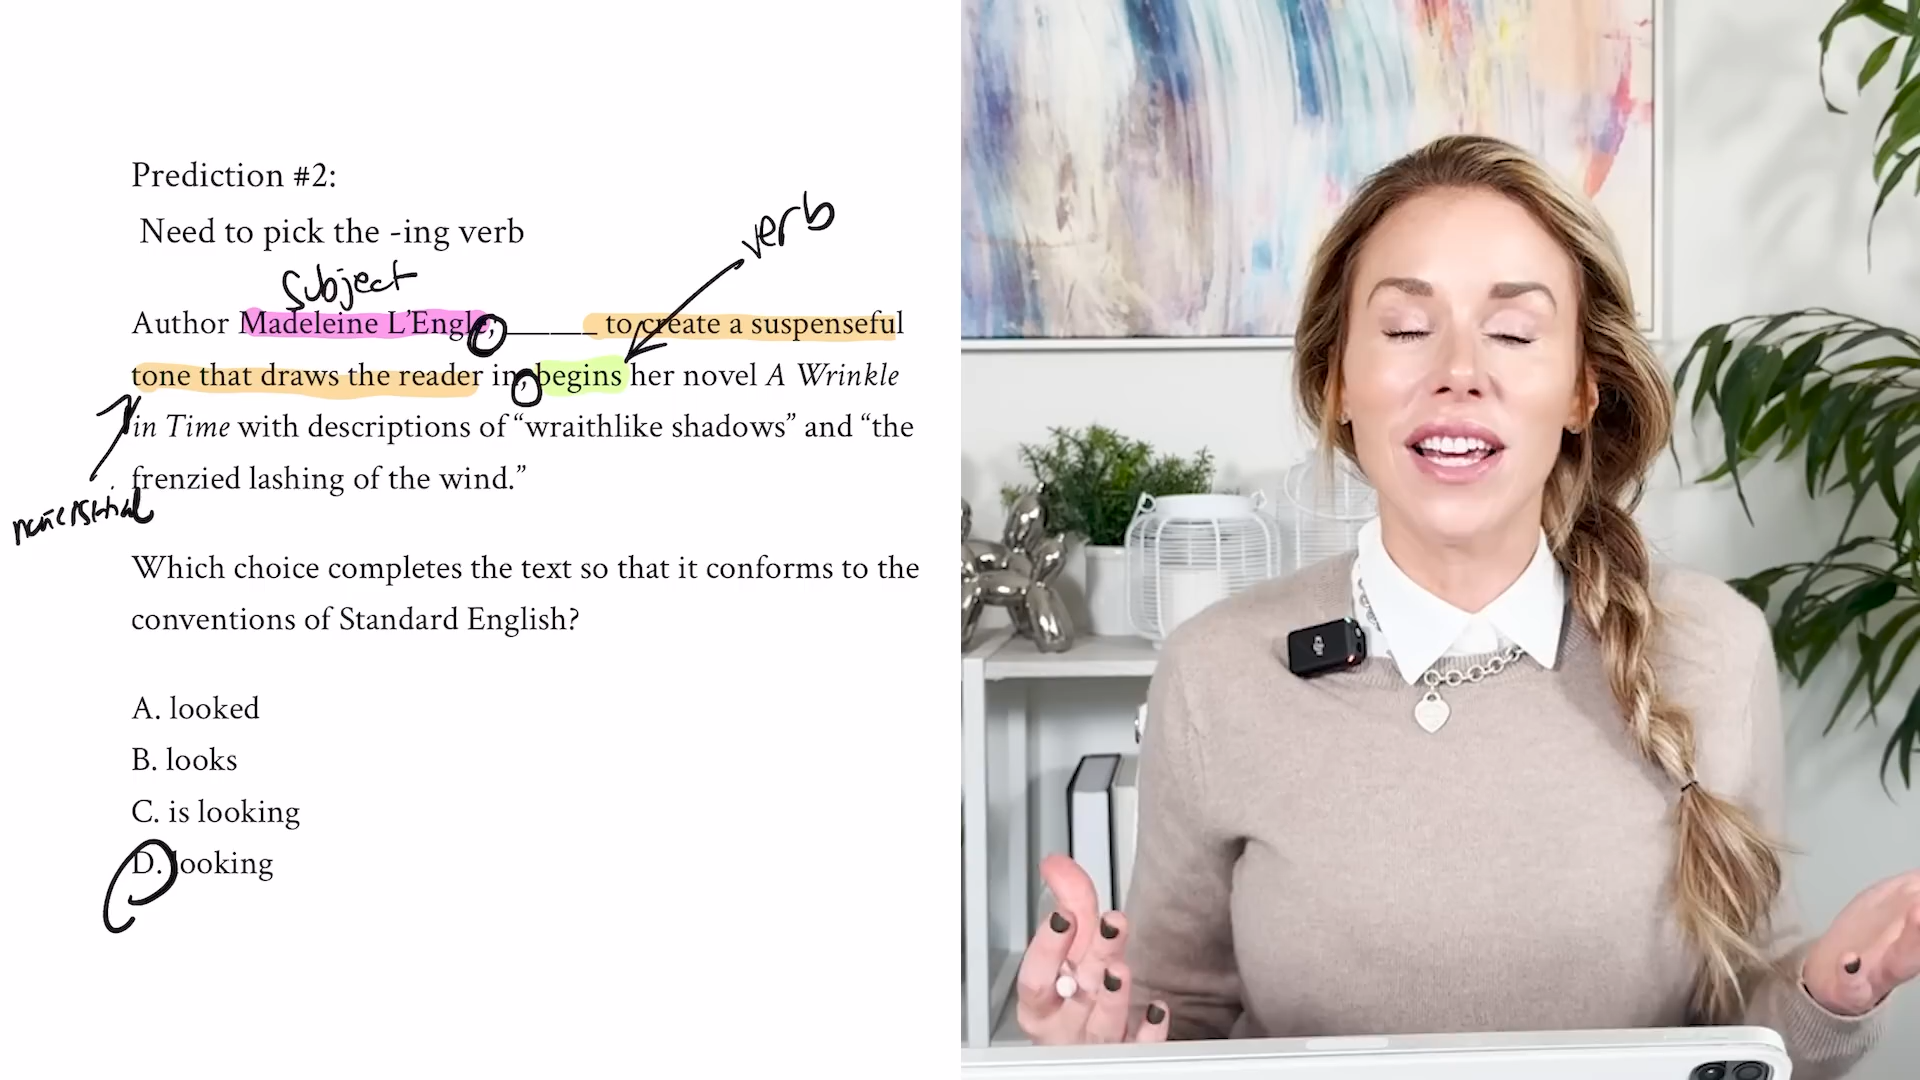 Prediction #2:
Need to pick the -ing verb
verb
Subject
Author Madeleine L’Engle, ______ to create a suspenseful
tone that draws the reader in, begins her novel A Wrinkle
in Time with descriptions of “wraithlike shadows” and “the
frenzied lashing of the wind.”
Which choice completes the text so that it conforms to the
conventions of Standard English?
A. looked
B. looks
C. is looking
D. looking